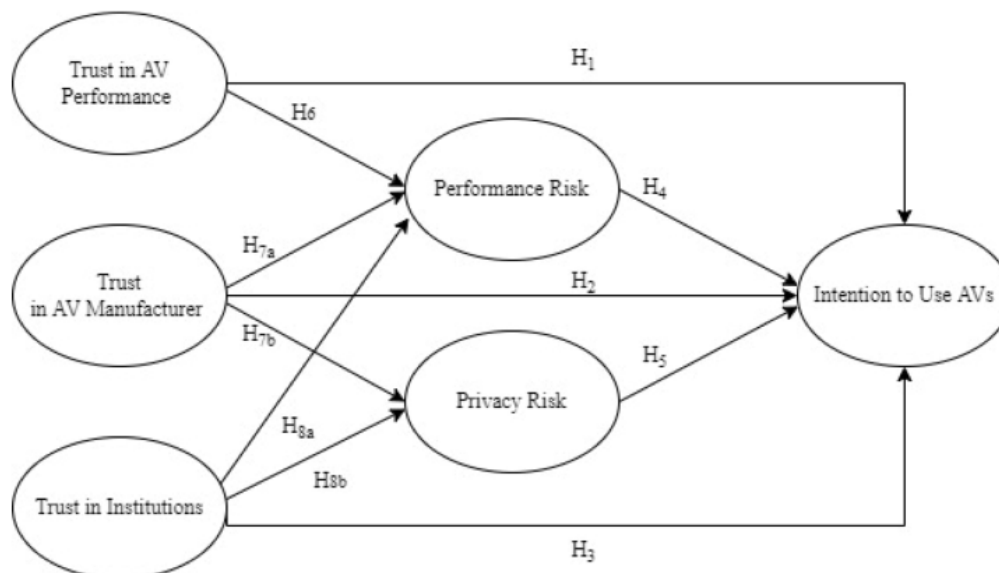 H₁
Trust in AV
Performance
H6
Performance Risk
H₄
H₇ₐ
Trust
in AV Manufacturer
H₂
Intention to Use AVs
H₇b
H₅
Privacy Risk
H₈ₐ
H8b
Trust in Institutions
H₃